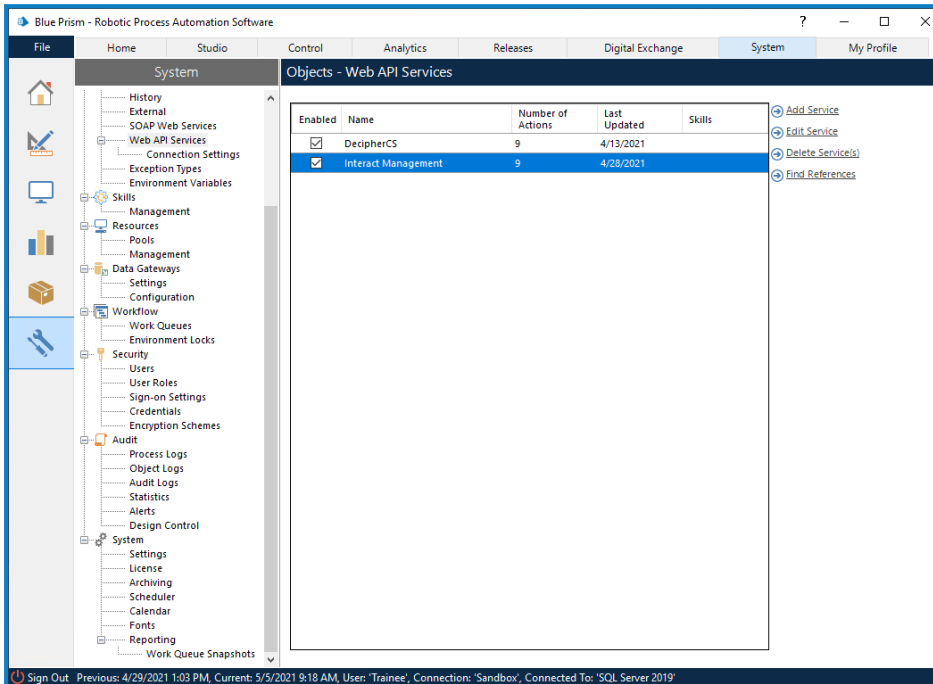 Blue Prism - Robotic Process Automation Software
?
File Home Studio Control Analytics Releases Digital Exchange System My Profile
System
Objects - Web API Services
History
External
SOAP Web Services
Web API Services
Connection Settings
Exception Types
Environment Variables
Skills
Management
Resources
Pools
Management
Data Gateways
Settings
Configuration
Workflow
Work Queues
Environment Locks
Security
Users
User Roles
Sign-on Settings
Credentials
Encryption Schemes
Audit
Process Logs
Object Logs
Audit Logs
Statistics
Alerts
Design Control
System
Settings
License
Archiving
Scheduler
Calendar
Fonts
Reporting
Work Queue Snapshots
Enabled Name Number of Actions Last Updated Skills
DecipherCS 9 4/13/2021
Interact Management 9 4/28/2021
Add Service
Edit Service
Delete Service(s)
Find References
Sign Out Previous: 4/29/2021 1:03 PM, Current: 5/5/2021 9:18 AM, User: 'Trainee', Connection: 'Sandbox', Connected To: 'SQL Server 2019'